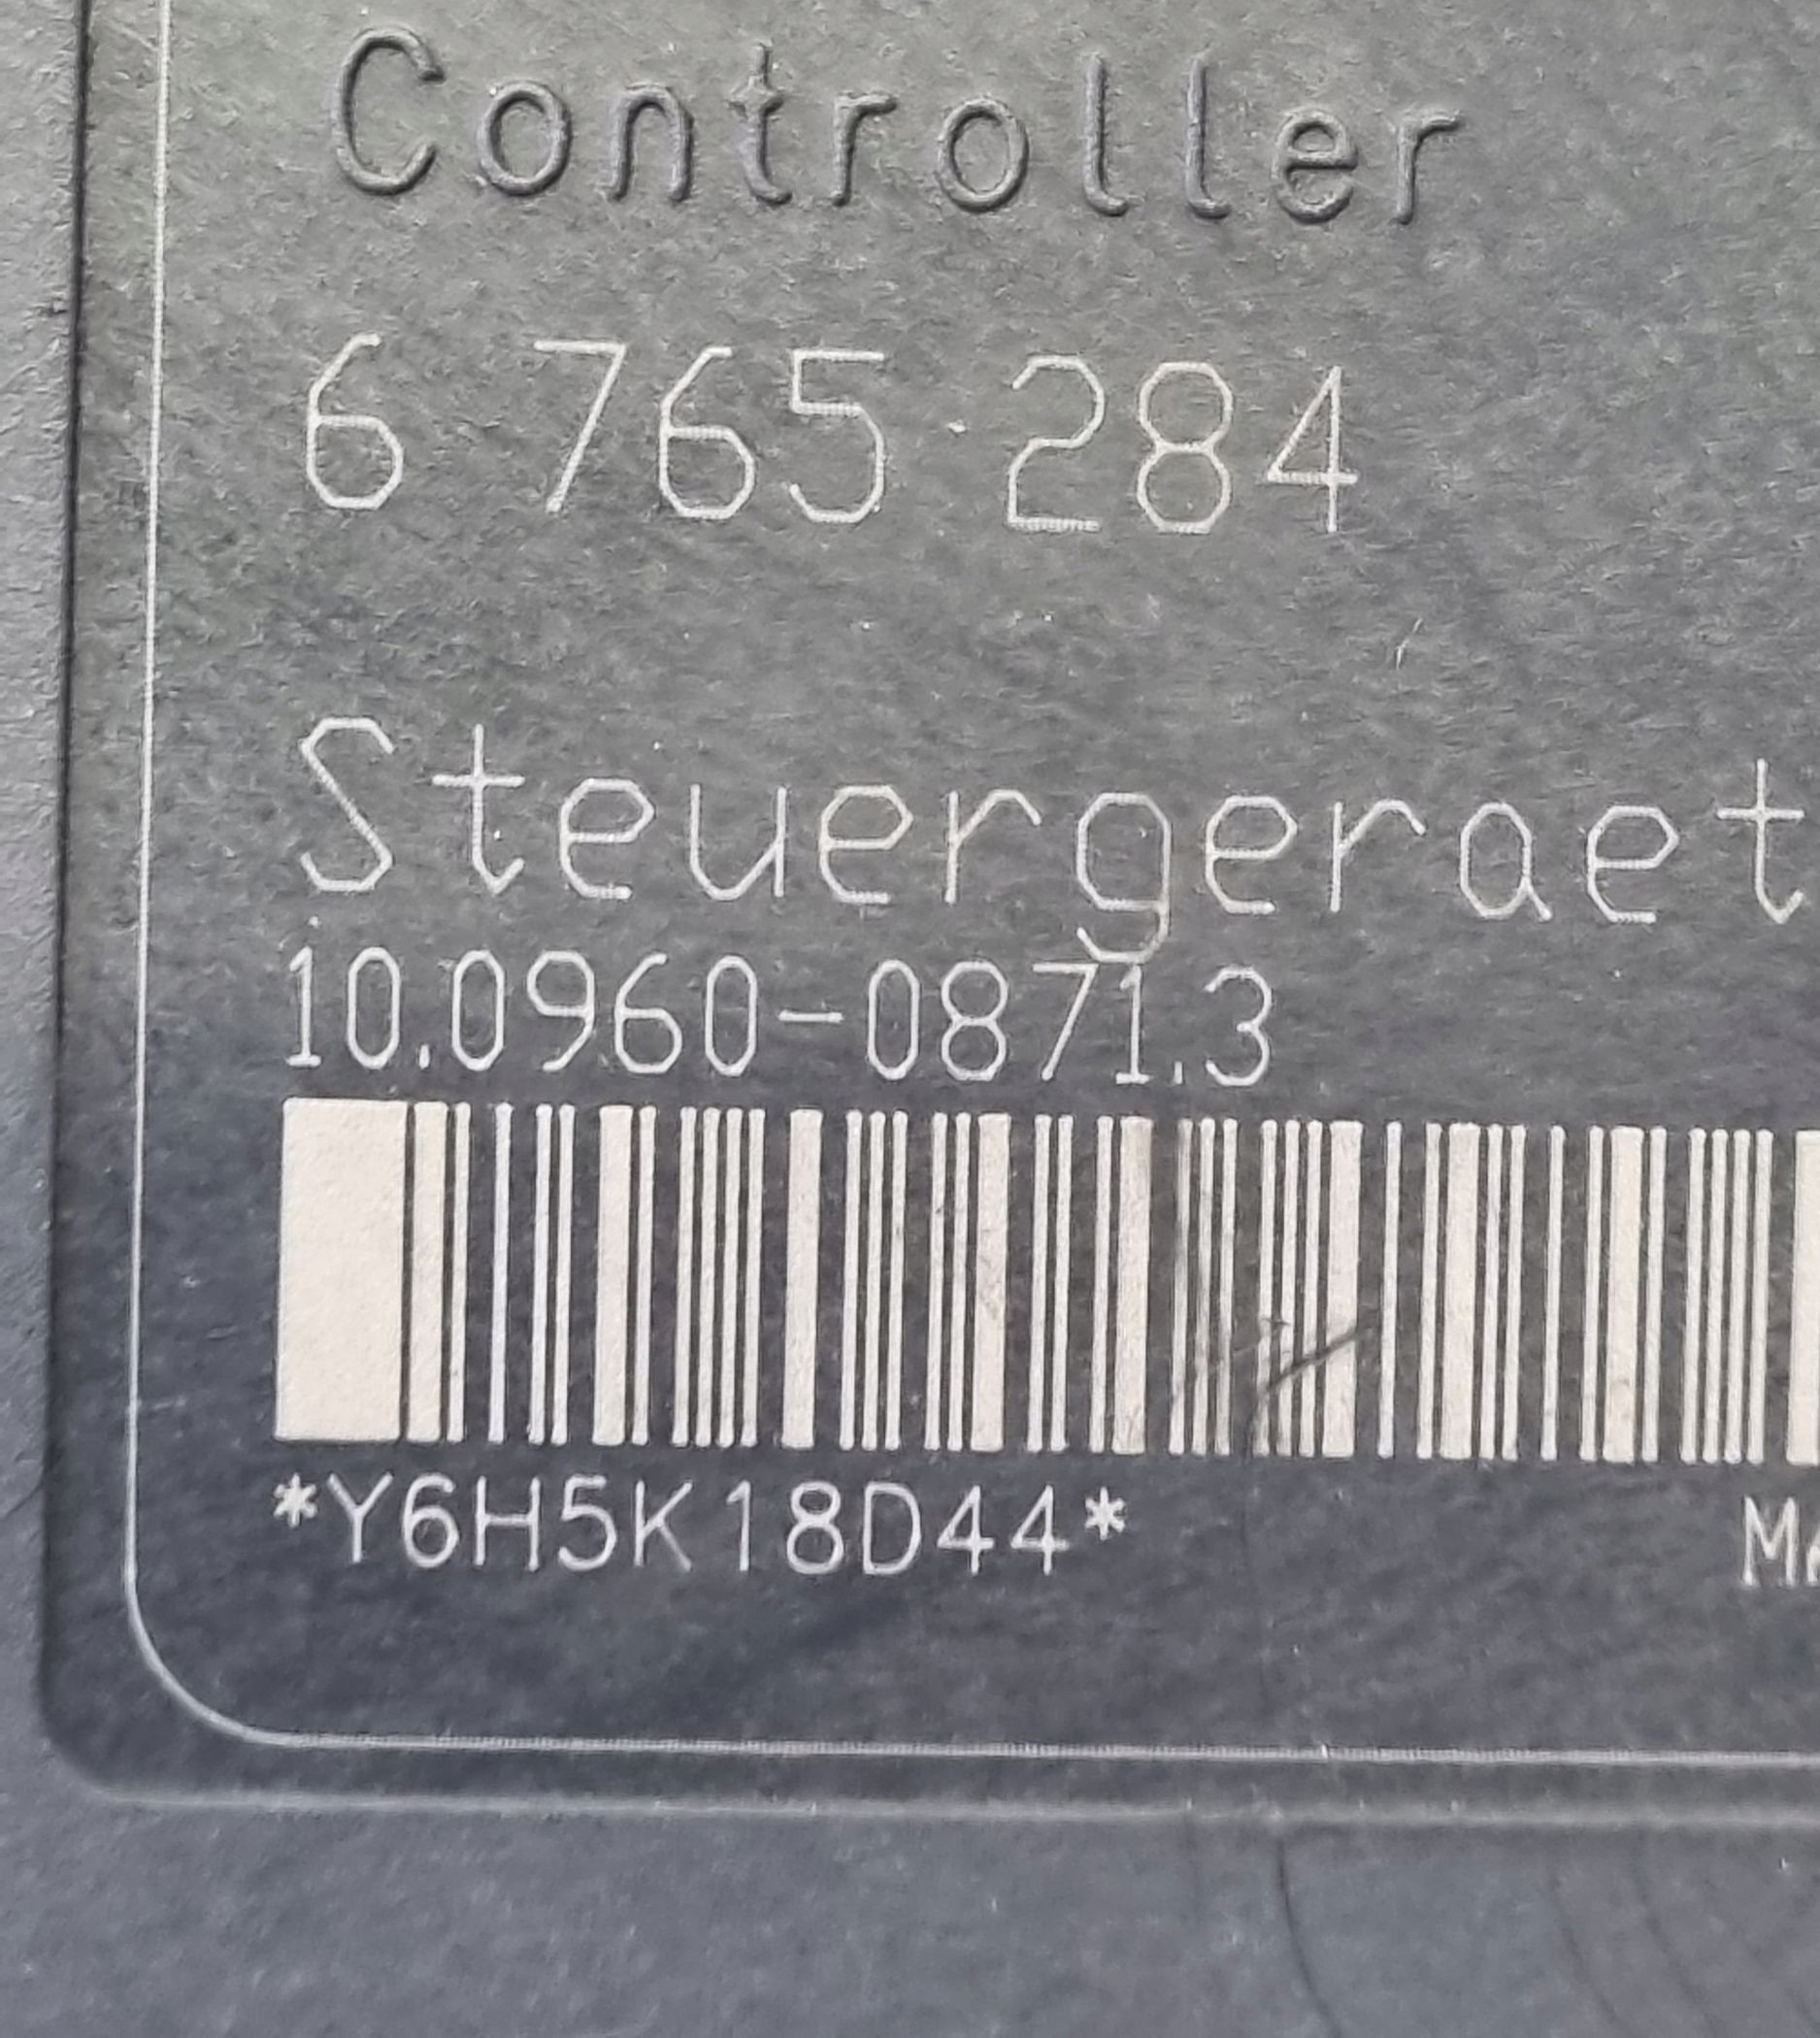 Controller
6 765 284
Steuergeraet
10.0960-0871.3
*Y6H5K18D44*